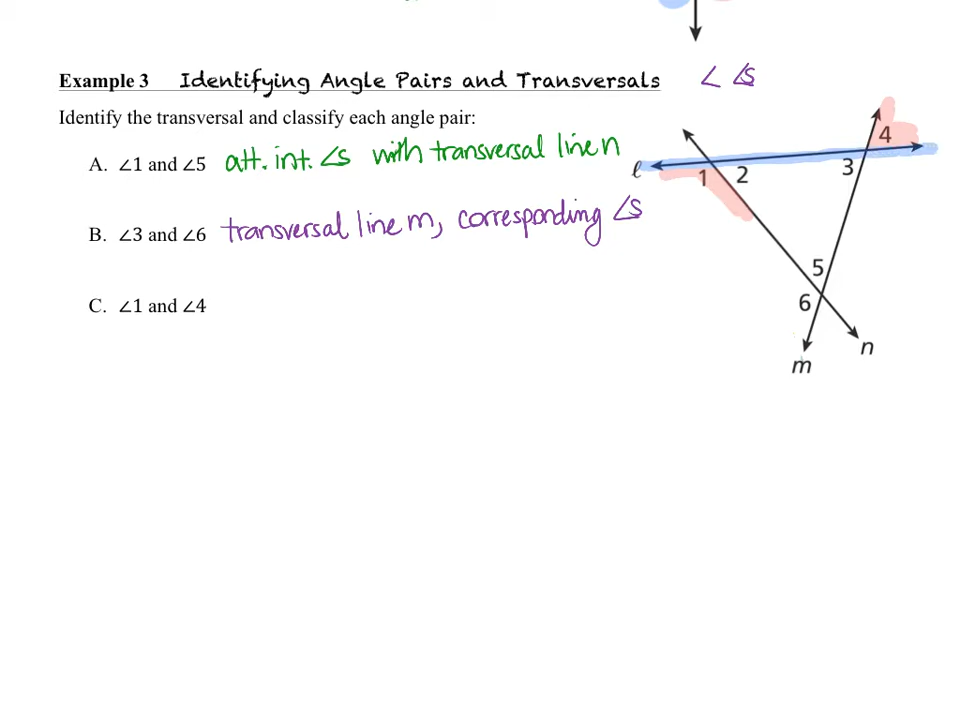 Example 3 Identifying Angle Pairs and Transversals ∠ ∠s
Identify the transversal and classify each angle pair:
A. ∠1 and ∠5 alt. int. ∠s with transversal line n
B. ∠3 and ∠6 transversal line m, corresponding ∠s
C. ∠1 and ∠4
4
ℓ
1 2 3
5
6
n
m